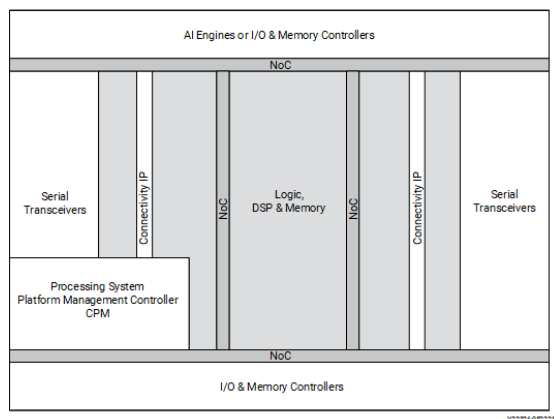 AI Engines or I/O & Memory Controllers
NoC
Serial
Transceivers
Connectivity IP
NoC
Logic,
DSP & Memory
NoC
Connectivity IP
Serial
Transceivers
Processing System
Platform Management Controller
CPM
NoC
I/O & Memory Controllers